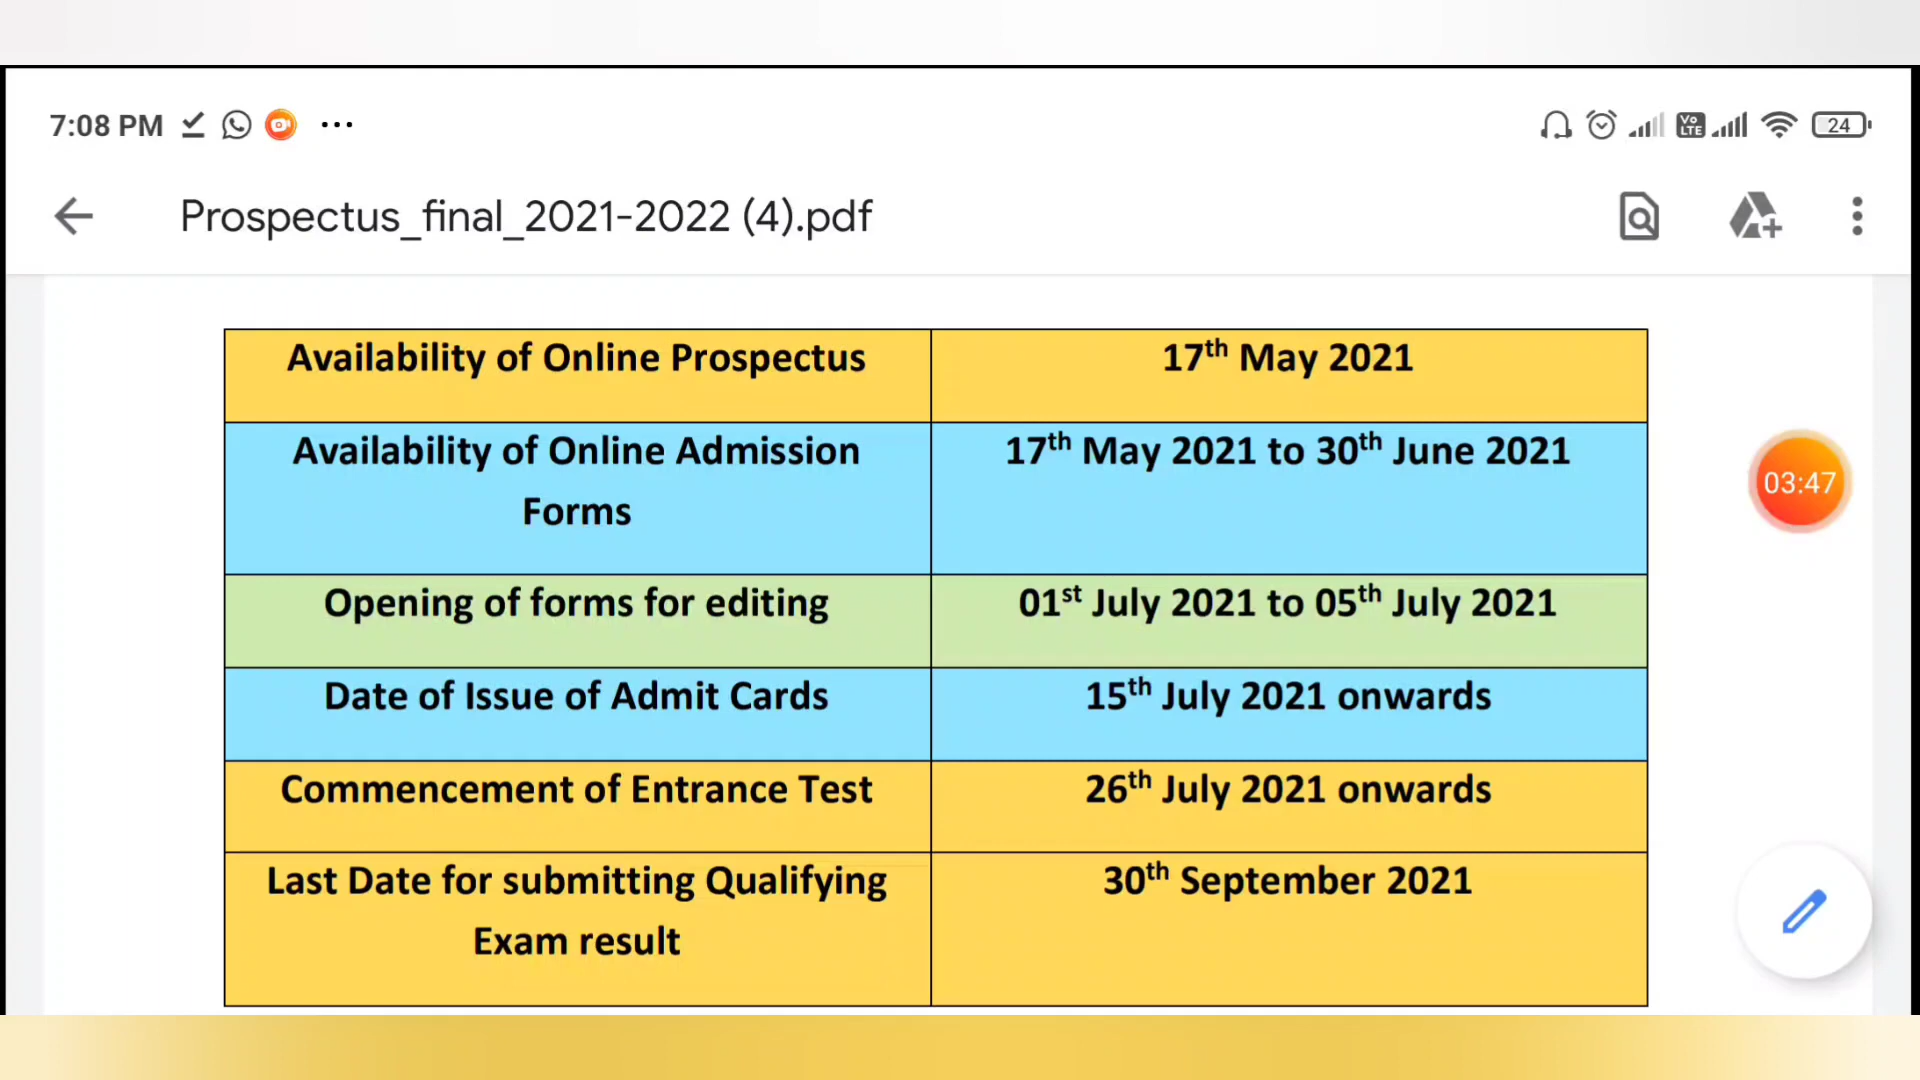 7:08 PM
Vo LTE
24
Prospectus_final_2021-2022 (4).pdf
Availability of Online Prospectus 17th May 2021
Availability of Online Admission 17th May 2021 to 30th June 2021
Forms
03:47
Opening of forms for editing 01st July 2021 to 05th July 2021
Date of Issue of Admit Cards 15th July 2021 onwards
Commencement of Entrance Test 26th July 2021 onwards
Last Date for submitting Qualifying 30th September 2021
Exam result